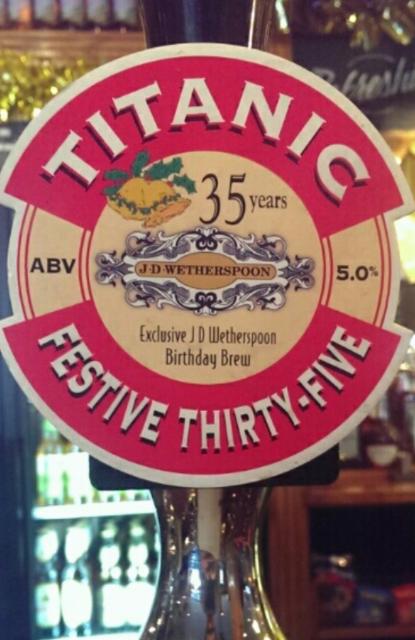 TITANIC
35 years
J·D·WETHERSPOON
ABV
5.0%
Exclusive J D Wetherspoon
Birthday Brew
FESTIVE THIRTY-FIVE